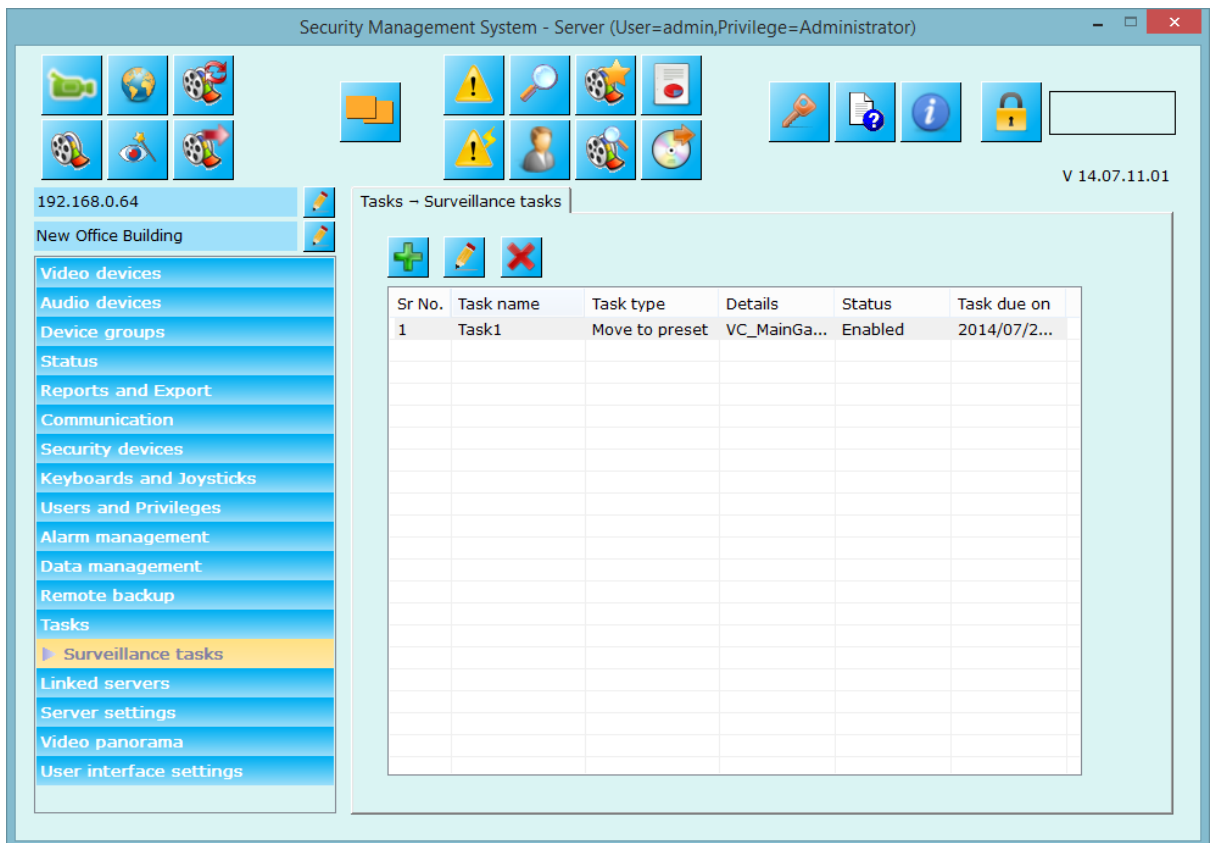 Security Management System - Server (User=admin,Privilege=Administrator)
V 14.07.11.01
192.168.0.64
New Office Building
Video devices
Audio devices
Device groups
Status
Reports and Export
Communication
Security devices
Keyboards and Joysticks
Users and Privileges
Alarm management
Data management
Remote backup
Tasks
Surveillance tasks
Linked servers
Server settings
Video panorama
User interface settings
Tasks → Surveillance tasks
Sr No. Task name Task type Details Status Task due on
1 Task1 Move to preset VC_MainGa... Enabled 2014/07/2...